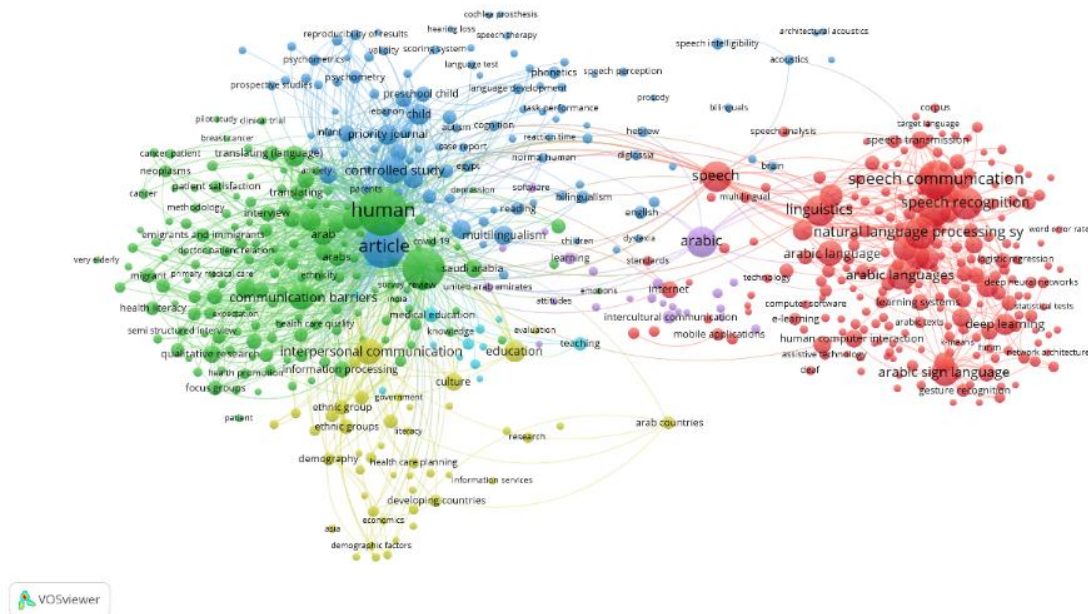 cochlea prosthesis
architectural acoustics
reproducibility of results
hearing loss
speech therapy
validity
scoring system
speech intelligibility
psychometrics
language test
acoustics
psychometry
phonetics
speech perception
prospective studies
language development
preschool child
prosody
bilinguals
corpus
lebanon
child
task performance
pilot study
clinical trial
infant
priority journal
autism
cognition
reaction time
hebrew
speech analysis
target language
speech transmission
breast cancer
case report
cancer patient
translating (language)
normal human
diglossia
brain
neoplasms
anxiety
controlled study
egypt
speech
speech communication
cancer
patient satisfaction
translating
parents
depression
software
bilingualism
multilingual
linguistics
speech recognition
methodology
interview
human
reading
english
emigrants and immigrants
arab
multilingualism
natural language processing sy
word error rate
doctor patient relation
article
covid-19
children
dyslexia
arabic
arabic language
logistic regression
very elderly
arabs
saudi arabia
learning
standards
migrant
primary medical care
ethnicity
survey
review
united arab emirates
emotions
internet
technology
arabic languages
deep neural networks
health literacy
communication barriers
india
attitudes
computer software
learning systems
statistical tests
expectation
medical education
intercultural communication
e-learning
arabic texts
deep learning
semi structured interview
health care quality
knowledge
evaluation
mobile applications
human computer interaction
k-means
hmm
qualitative research
interpersonal communication
education
teaching
assistive technology
network architecture
health promotion
information processing
deaf
arabic sign language
focus groups
culture
gesture recognition
government
patient
ethnic group
ethnic groups
literacy
arab countries
research
demography
health care planning
information services
developing countries
economics
asia
demographic factors
VOSviewer